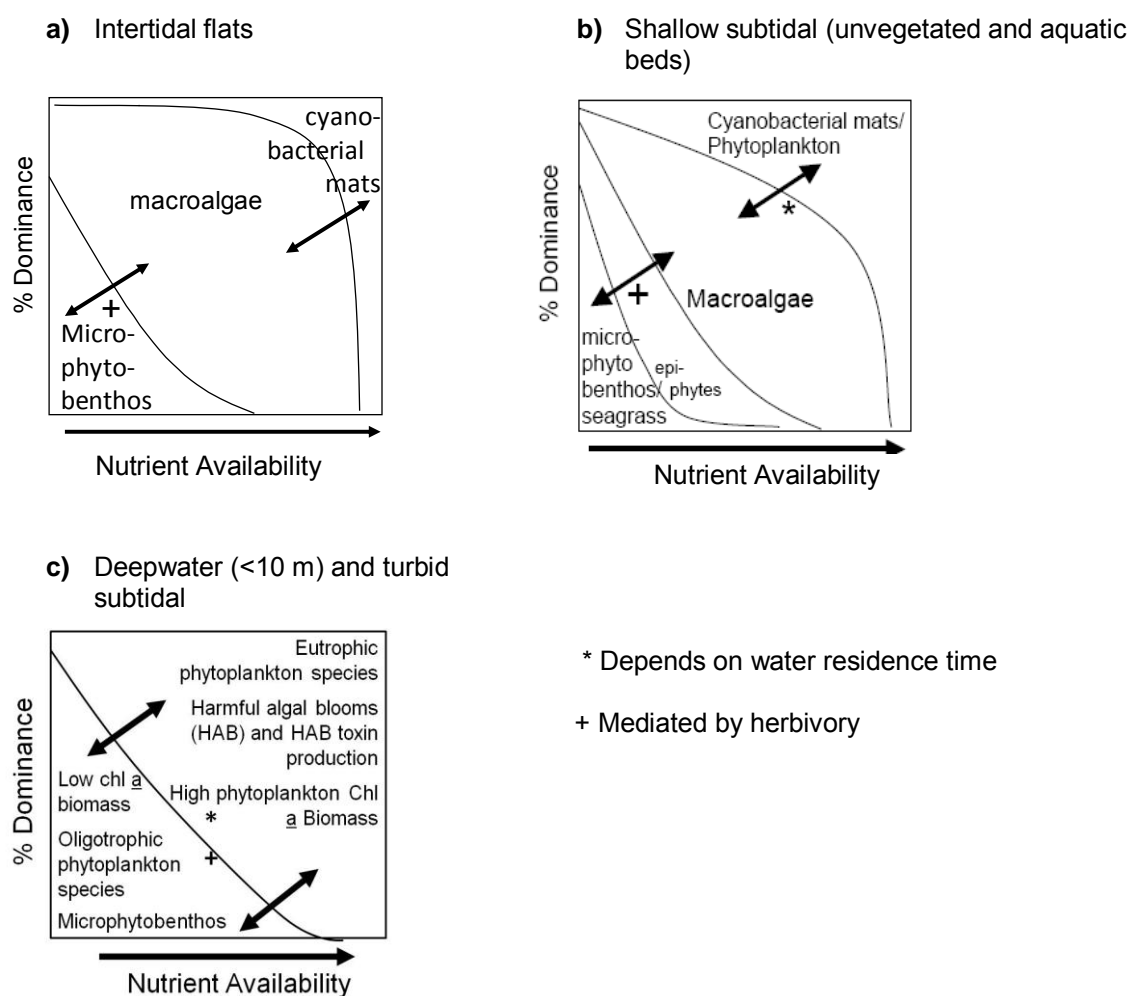 a) Intertidal flats
% Dominance
cyano-
bacterial
mats
macroalgae
+
Micro-
phyto-
benthos
Nutrient Availability
b) Shallow subtidal (unvegetated and aquatic
beds)
% Dominance
Cyanobacterial mats/
Phytoplankton
*
+
Macroalgae
micro-
phyto
benthos/
seagrass
epi-
phytes
Nutrient Availability
c) Deepwater (<10 m) and turbid
subtidal
% Dominance
Eutrophic
phytoplankton species
Harmful algal blooms
(HAB) and HAB toxin
production
High phytoplankton Chl
a Biomass
*
+
Low chl a
biomass
Oligotrophic
phytoplankton
species
Microphytobenthos
Nutrient Availability
* Depends on water residence time
+ Mediated by herbivory